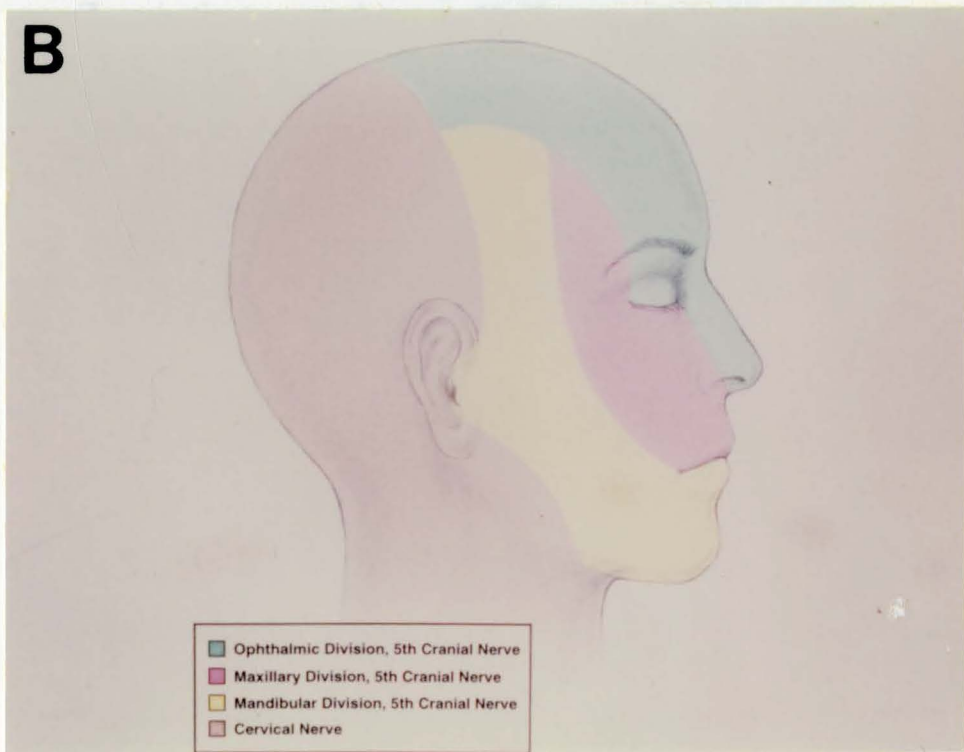 B
Ophthalmic Division, 5th Cranial Nerve
Maxillary Division, 5th Cranial Nerve
Mandibular Division, 5th Cranial Nerve
Cervical Nerve